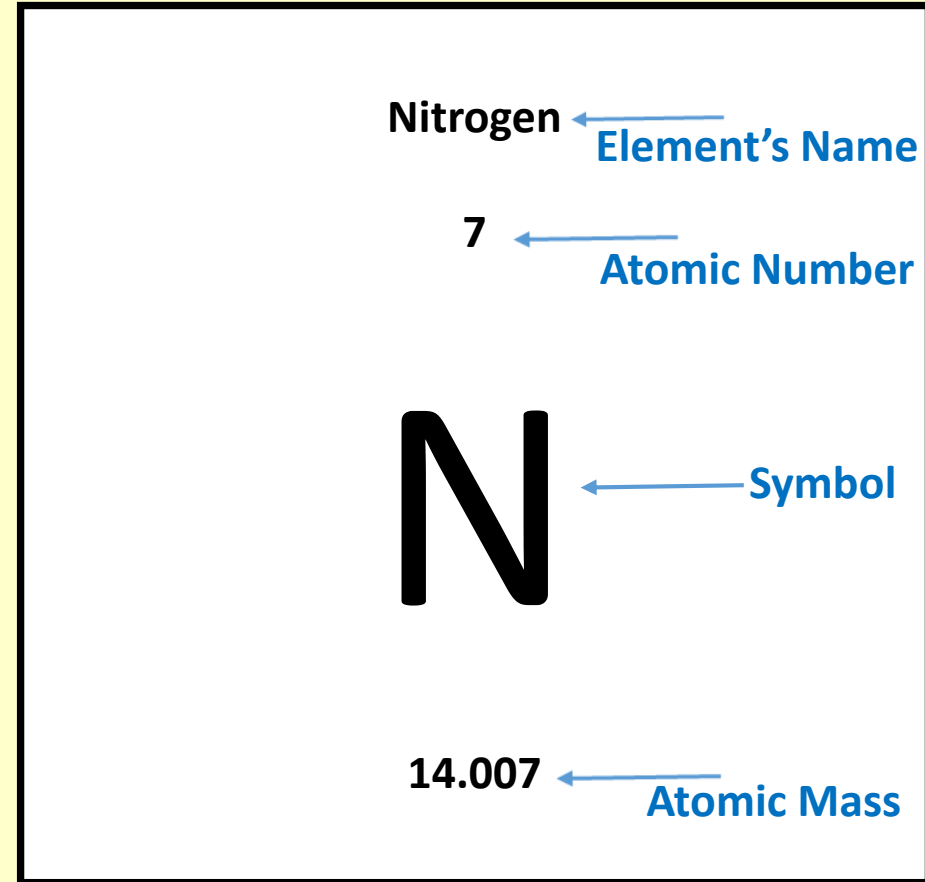 Nitrogen
Element’s Name
7
Atomic Number
N
Symbol
14.007
Atomic Mass